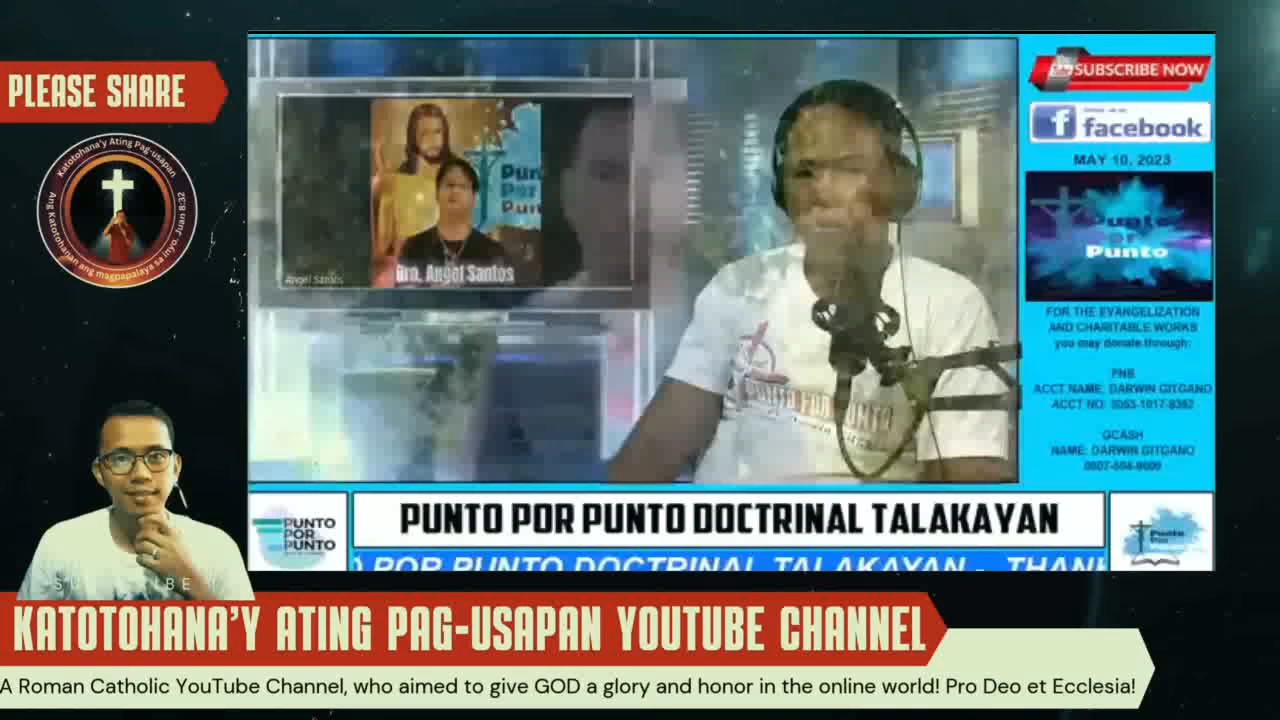 PLEASE SHARE
Katotohana'y Ating Pag-usapan
Ang Katotohanan ang magpapalaya sa inyo. Juan 8:32
Angel Santos
Bro. Angel Santos
SUBSCRIBE NOW
facebook
MAY 10, 2023
Punto
Punto
FOR THE EVANGELIZATION
AND CHARITABLE WORKS
you may donate through:
PNB
ACCT NAME: DARWIN GITGANO
GCASH
NAME: DARWIN GITGANO
PUNTO
POR
PUNTO
PUNTO POR PUNTO DOCTRINAL TALAKAYAN
POR PUNTO DOCTRINAL TALAKAYAN -
KATOTOHANA'Y ATING PAG-USAPAN YOUTUBE CHANNEL
A Roman Catholic YouTube Channel, who aimed to give GOD a glory and honor in the online world! Pro Deo et Ecclesia!